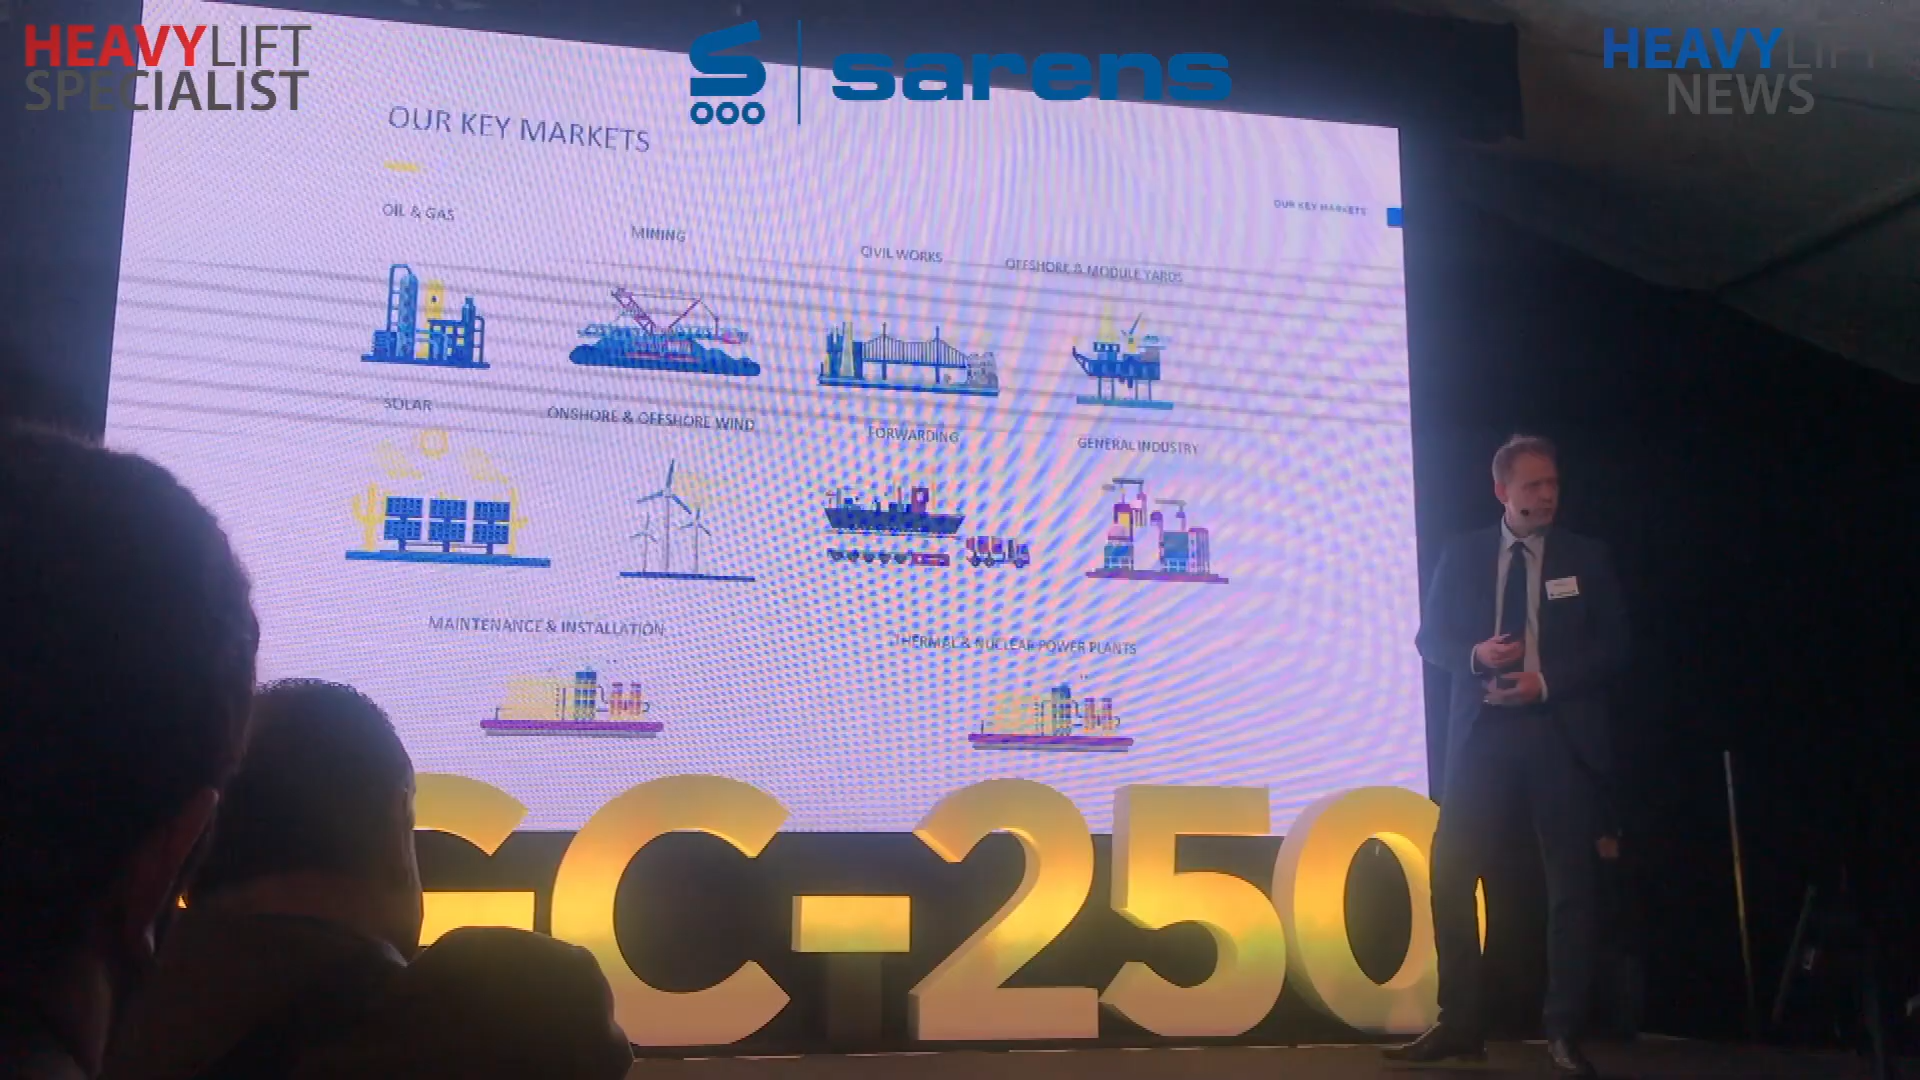 HEAVYLIFT
SPECIALIST
sarens
HEAVYLIFT
NEWS
OUR KEY MARKETS
OUR KEY MARKETS
OIL & GAS
MINING
CIVIL WORKS
OFFSHORE & MODULE YARDS
SOLAR
ONSHORE & OFFSHORE WIND
FORWARDING
GENERAL INDUSTRY
MAINTENANCE & INSTALLATION
THERMAL & NUCLEAR POWER PLANTS
GC-250